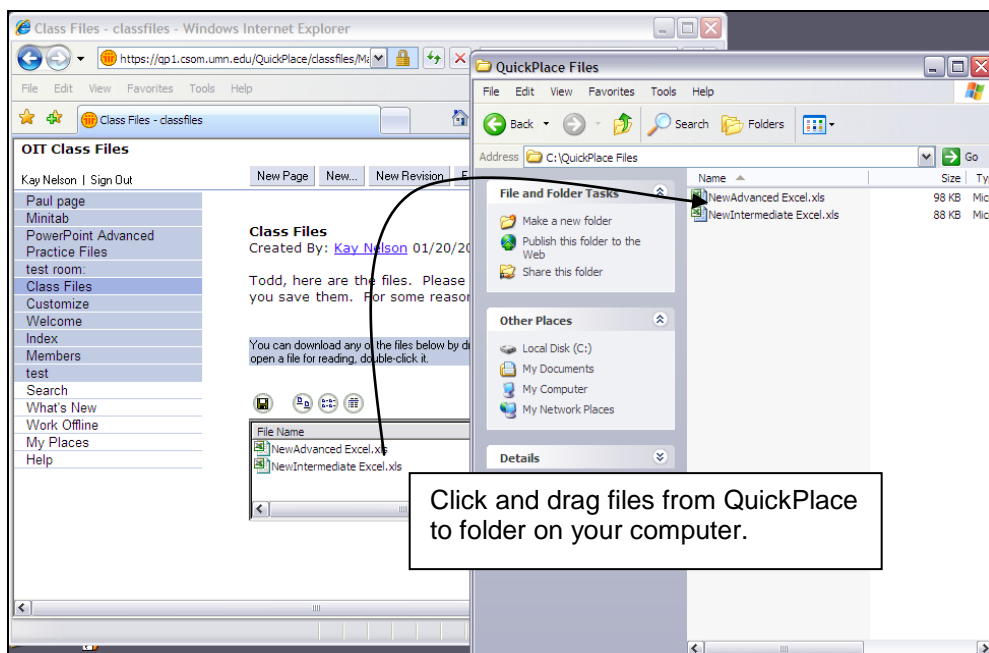 Class Files - classfiles - Windows Internet Explorer
https://qp1.csom.umn.edu/QuickPlace/classfiles/Ma
File Edit View Favorites Tools Help
Class Files - classfiles
OIT Class Files
Kay Nelson | Sign Out
New Page New... New Revision E
Paul page
Minitab
PowerPoint Advanced
Practice Files
test room:
Class Files
Customize
Welcome
Index
Members
test
Search
What's New
Work Offline
My Places
Help
Class Files
Created By: Kay Nelson 01/20/20
Todd, here are the files. Please
you save them. For some reason
You can download any of the files below by dr
open a file for reading, double-click it.
File Name
NewAdvanced Excel.xls
NewIntermediate Excel.xls
QuickPlace Files
File Edit View Favorites Tools Help
Back Search Folders
Address C:\QuickPlace Files Go
File and Folder Tasks
Make a new folder
Publish this folder to the
Web
Share this folder
Other Places
Local Disk (C:)
My Documents
My Computer
My Network Places
Details
Name Size Ty
NewAdvanced Excel.xls 98 KB Mic
NewIntermediate Excel.xls 88 KB Mic
Click and drag files from QuickPlace
to folder on your computer.